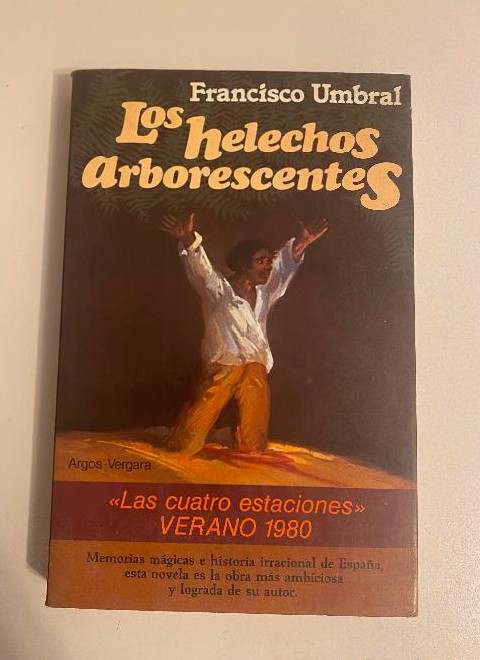 Francisco Umbral
Los
helechos
arborescentes
Argos-Vergara
«Las cuatro estaciones»
VERANO 1980
Memorias mágicas e historia irracional de España,
esta novela es la obra más ambiciosa
y lograda de su autor.